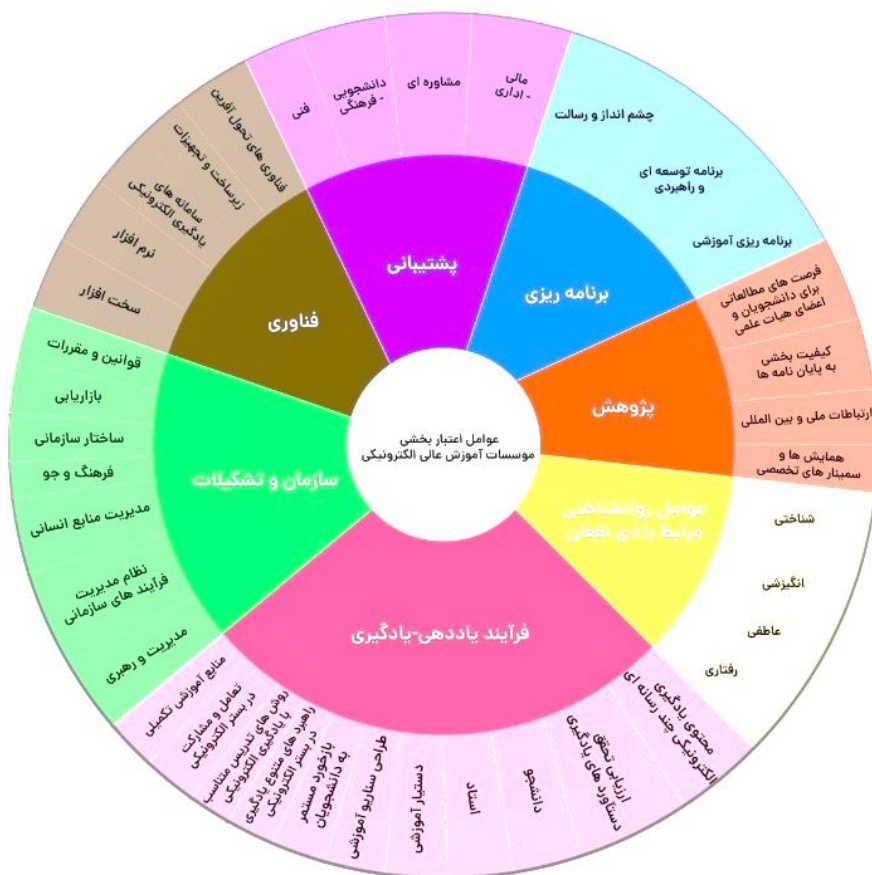 عوامل اعتبار بخشی
موسسات آموزش عالی الکترونیکی
برنامه ریزی
چشم انداز و رسالت
برنامه توسعه ای
و راهبردی
برنامه ریزی آموزشی
پژوهش
فرصت های مطالعاتی
برای دانشجویان و
اعضای هیات علمی
کیفیت بخشی
به پایان نامه ها
ارتباطات ملی و بین المللی
همایش ها و
سمینار های تخصصی
عوامل روانشناختی
مرتبط با ذی نفعان
شناختی
انگیزشی
عاطفی
رفتاری
فرآیند یاددهی-یادگیری
محتوی یادگیری
الکترونیکی چند رسانه ای
ارزیابی تحقق
دستاورد های یادگیری
دانشجو
استاد
دستیار آموزشی
طراحی سناریو آموزشی
بازخورد مستمر
به دانشجویان
راهبرد های متنوع یادگیری
در بستر الکترونیکی
روش های تدریس متناسب
با یادگیری الکترونیکی
تعامل و مشارکت
در بستر الکترونیکی
منابع آموزشی تکمیلی
سازمان و تشکیلات
مدیریت و رهبری
نظام مدیریت
فرآیند های سازمانی
مدیریت منابع انسانی
فرهنگ و جو
ساختار سازمانی
بازاریابی
قوانین و مقررات
فناوری
سخت افزار
نرم افزار
سامانه های
یادگیری الکترونیکی
زیرساخت و تجهیزات
فناوری های تحول آفرین
پشتیبانی
فنی
دانشجویی
- فرهنگی
مشاوره ای
مالی
- اداری